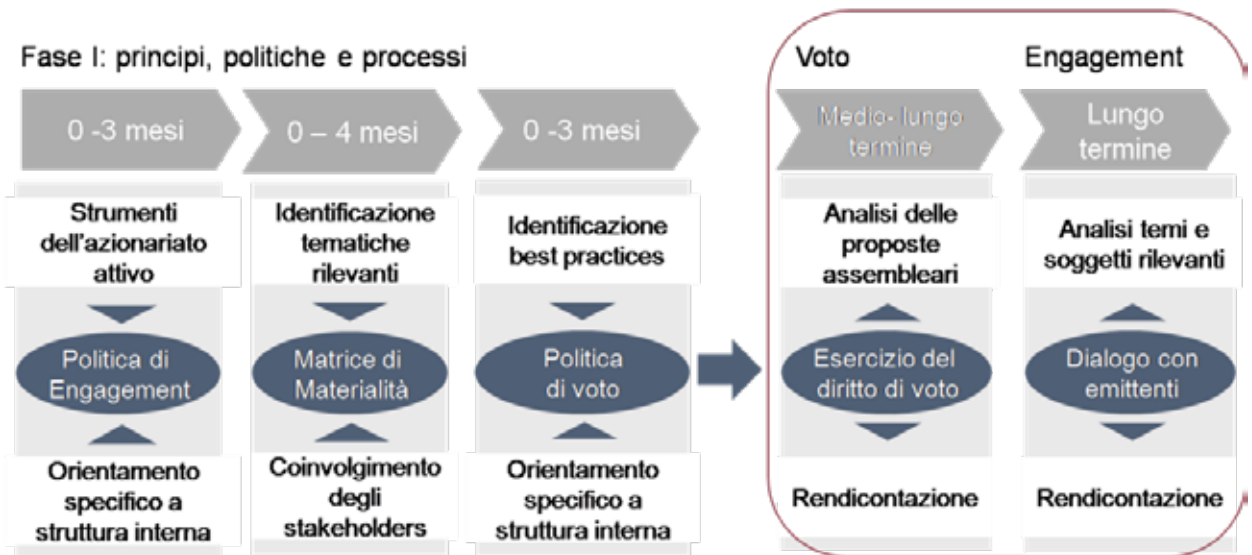 Fase I: principi, politiche e processi
0 -3 mesi
Strumenti
dell'azionariato
attivo
Politica di
Engagement
Orientamento
specifico a
struttura interna
0 – 4 mesi
Identificazione
tematiche
rilevanti
Matrice di
Materialità
Coinvolgimento
degli
stakeholders
0 -3 mesi
Identificazione
best practices
Politica
di voto
Orientamento
specifico a
struttura interna
Voto
Medio- lungo
termine
Analisi delle
proposte
assembleari
Esercizio del
diritto di voto
Rendicontazione
Engagement
Lungo
termine
Analisi temi e
soggetti rilevanti
Dialogo con
emittenti
Rendicontazione